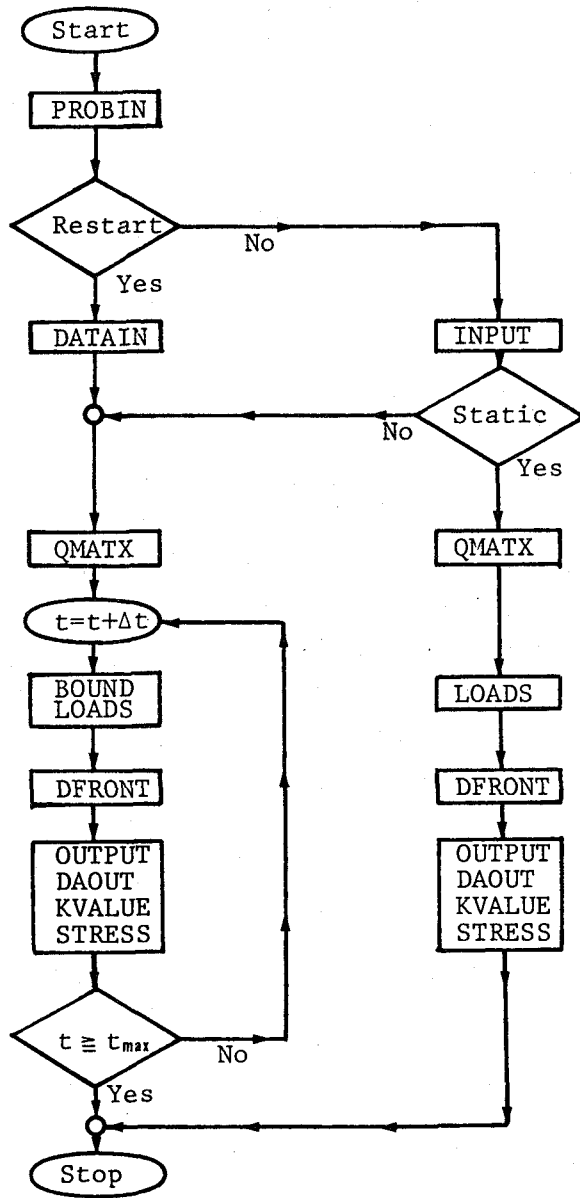 Start
PROBIN
Restart
No
Yes
DATAIN
INPUT
Static
No
Yes
QMATX
QMATX
t=t+Δt
BOUND
LOADS
LOADS
DFRONT
DFRONT
OUTPUT
DAOUT
KVALUE
STRESS
OUTPUT
DAOUT
KVALUE
STRESS
t ≧ tmax
No
Yes
Stop